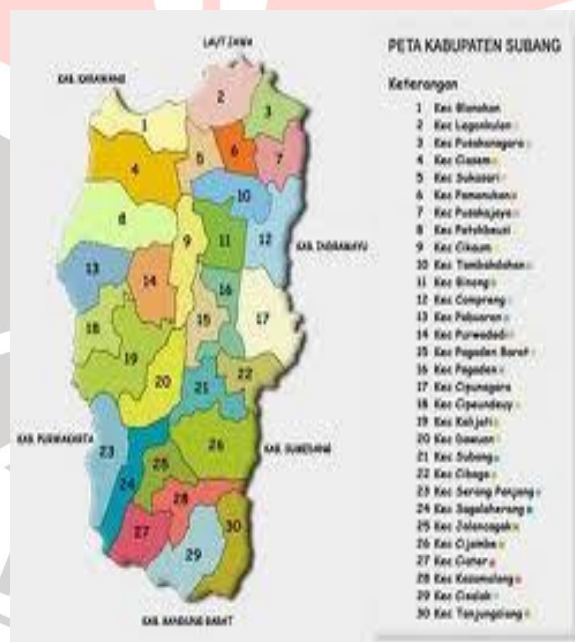 LAUT JAWA
KAB. KARAWANG
KAB. INDRAMAYU
KAB. PURWAKARTA
KAB. SUMEDANG
KAB. BANDUNG BARAT
1
2
3
4
5
6
7
8
9
10
11
12
13
14
15
16
17
18
19
20
21
22
23
24
25
26
27
28
29
30
PETA KABUPATEN SUBANG
Keterangan
1 Kec Blanakan
2 Kec Legonkulon
3 Kec Pusakanagara
4 Kec Ciasem
5 Kec Sukasari
6 Kec Pamanukan
7 Kec Pusakajaya
8 Kec Patokbeusi
9 Kec Cikaum
10 Kec Tambakdahan
11 Kec Binong
12 Kec Compreng
13 Kec Pabuaran
14 Kec Purwadadi
15 Kec Pagaden Barat
16 Kec Pagaden
17 Kec Cipunagara
18 Kec Cipeundeuy
19 Kec Kalijati
20 Kec Dawuan
21 Kec Subang
22 Kec Cibogo
23 Kec Serang Panjang
24 Kec Sagalaherang
25 Kec Jalancagak
26 Kec Cijambe
27 Kec Ciater
28 Kec Kasomalang
29 Kec Cisalak
30 Kec Tanjungsiang